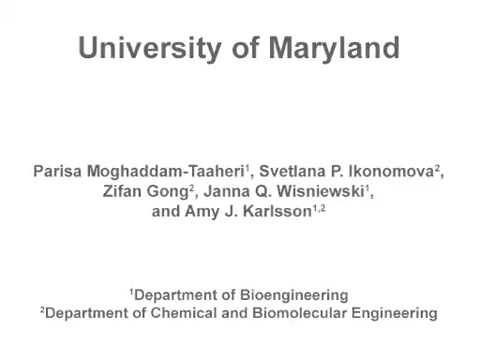 University of Maryland
Parisa Moghaddam-Taaheri¹, Svetlana P. Ikonomova²,
Zifan Gong², Janna Q. Wisniewski¹,
and Amy J. Karlsson¹,²
¹Department of Bioengineering
²Department of Chemical and Biomolecular Engineering